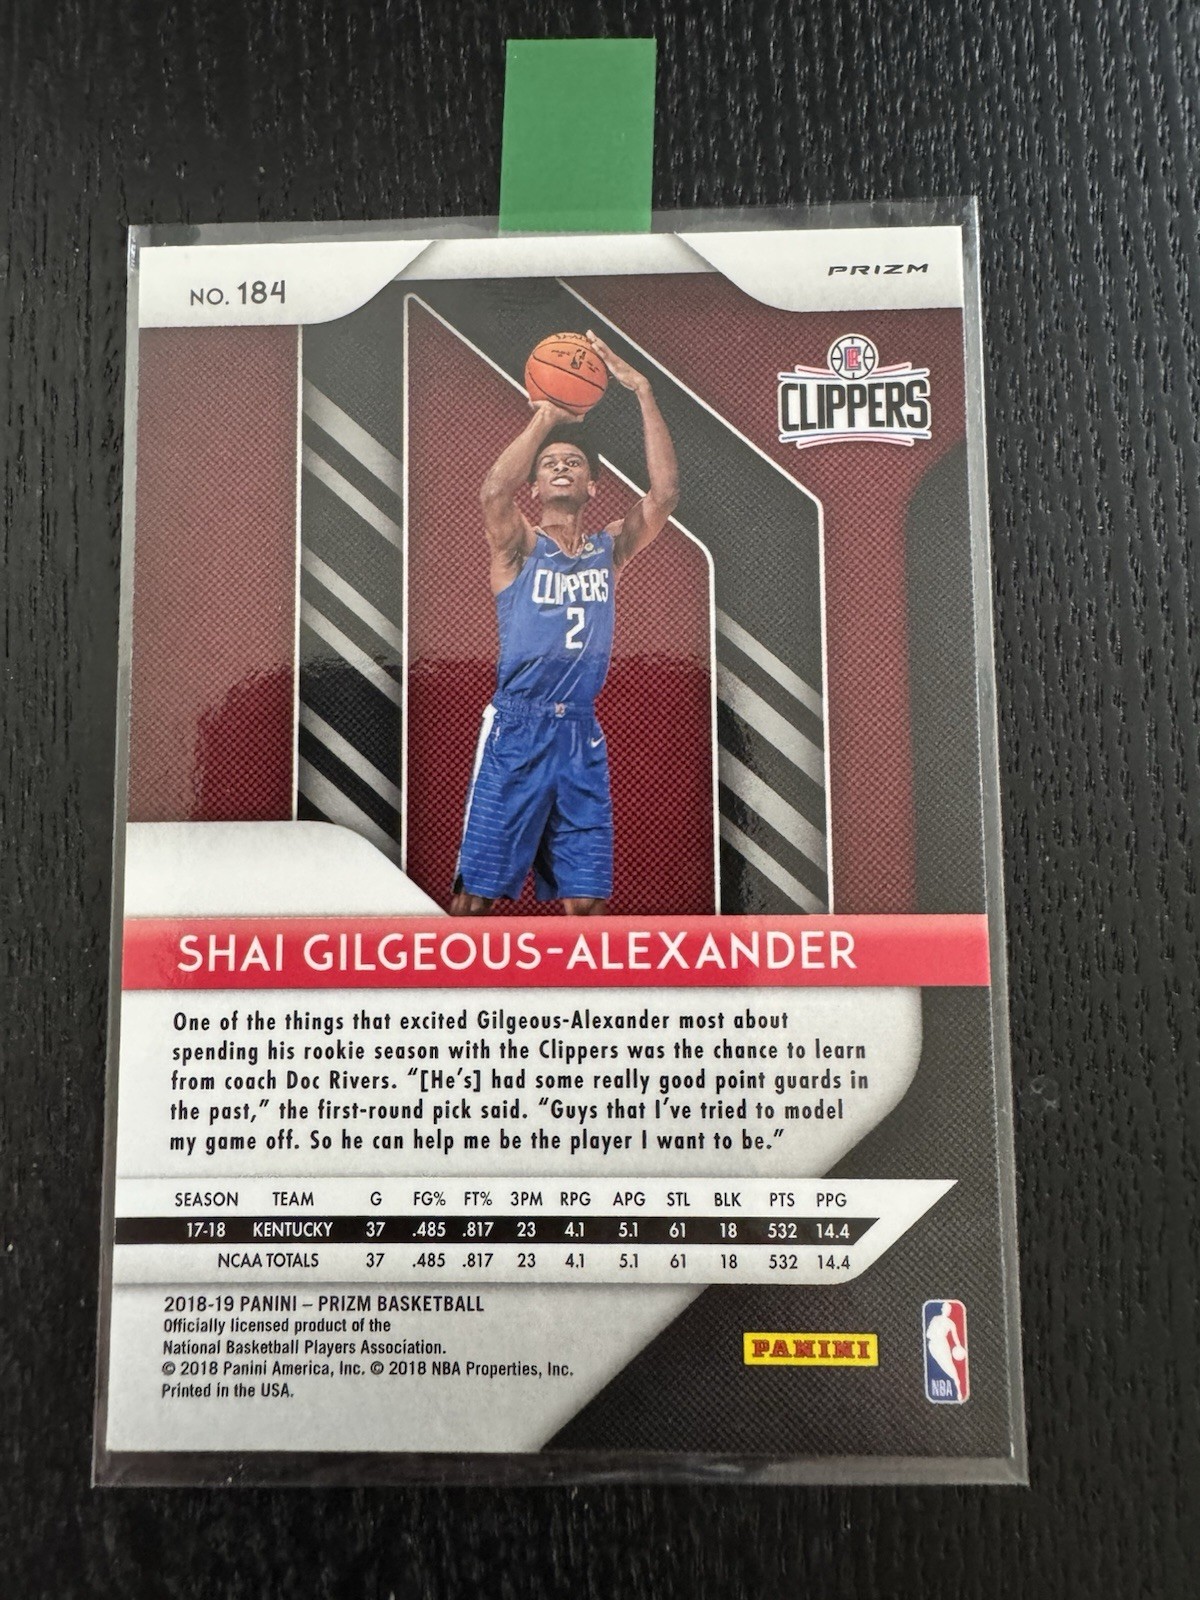 NO. 184
PRIZM
LAC
CLIPPERS
CLIPPERS
2
SHAI GILGEOUS-ALEXANDER
One of the things that excited Gilgeous-Alexander most about
spending his rookie season with the Clippers was the chance to learn
from coach Doc Rivers. “[He’s] had some really good point guards in
the past,” the first-round pick said. “Guys that I’ve tried to model
my game off. So he can help me be the player I want to be.”
SEASON TEAM G FG% FT% 3PM RPG APG STL BLK PTS PPG
17-18 KENTUCKY 37 .485 .817 23 4.1 5.1 61 18 532 14.4
NCAA TOTALS 37 .485 .817 23 4.1 5.1 61 18 532 14.4
2018-19 PANINI – PRIZM BASKETBALL
Officially licensed product of the
National Basketball Players Association.
© 2018 Panini America, Inc. © 2018 NBA Properties, Inc.
Printed in the USA.
PANINI
NBA